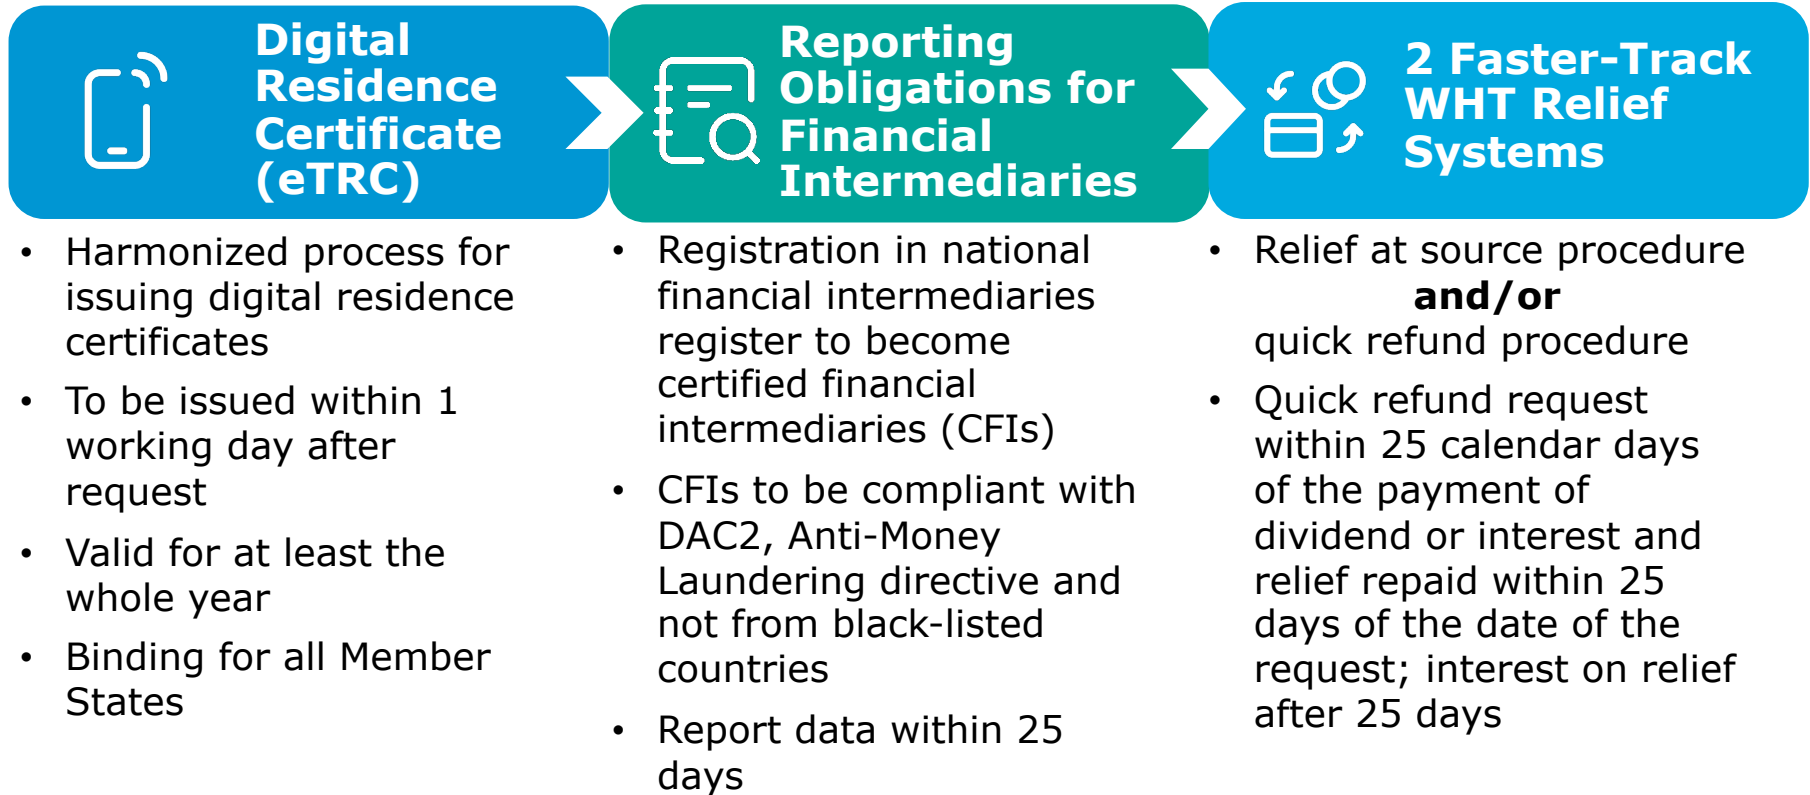 Digital
Residence
Certificate
(eTRC)
• Harmonized process for
issuing digital residence
certificates
• To be issued within 1
working day after
request
• Valid for at least the
whole year
• Binding for all Member
States
Reporting
Obligations for
Financial
Intermediaries
• Registration in national
financial intermediaries
register to become
certified financial
intermediaries (CFIs)
• CFIs to be compliant with
DAC2, Anti-Money
Laundering directive and
not from black-listed
countries
• Report data within 25
days
2 Faster-Track
WHT Relief
Systems
• Relief at source procedure
and/or
quick refund procedure
• Quick refund request
within 25 calendar days
of the payment of
dividend or interest and
relief repaid within 25
days of the date of the
request; interest on relief
after 25 days